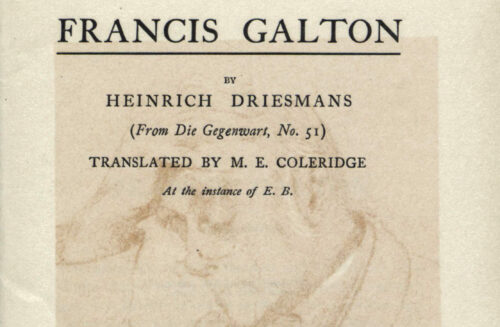 FRANCIS GALTON
BY
HEINRICH DRIESMANS
(From Die Gegenwart, No. 51)
TRANSLATED BY M. E. COLERIDGE
At the instance of E. B.